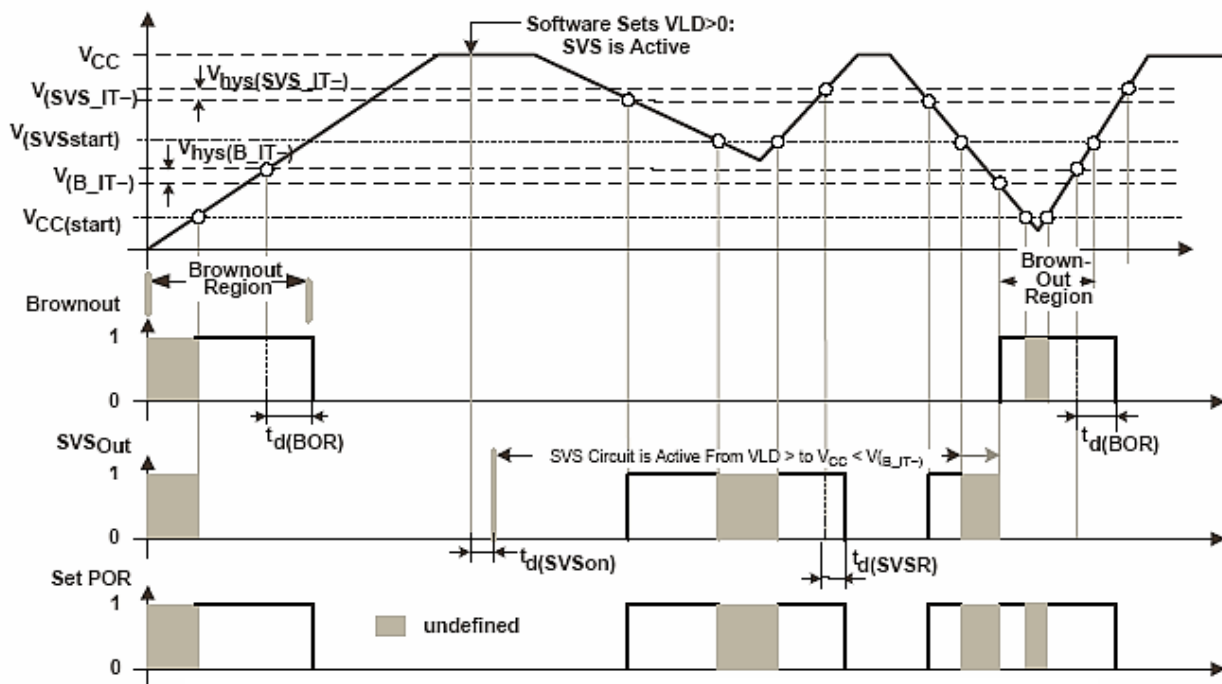 Software Sets VLD>0:
SVS is Active
VCC
Vhys(SVS_IT–)
V(SVS_IT–)
V(SVSstart)
Vhys(B_IT–)
V(B_IT–)
VCC(start)
Brownout
Region
Brown-
Out
Region
Brownout
1
0
td(BOR)
td(BOR)
SVSOut
SVS Circuit is Active From VLD > to VCC < V(B_IT–)
1
0
td(SVSon)
td(SVSR)
Set POR
1
undefined
0